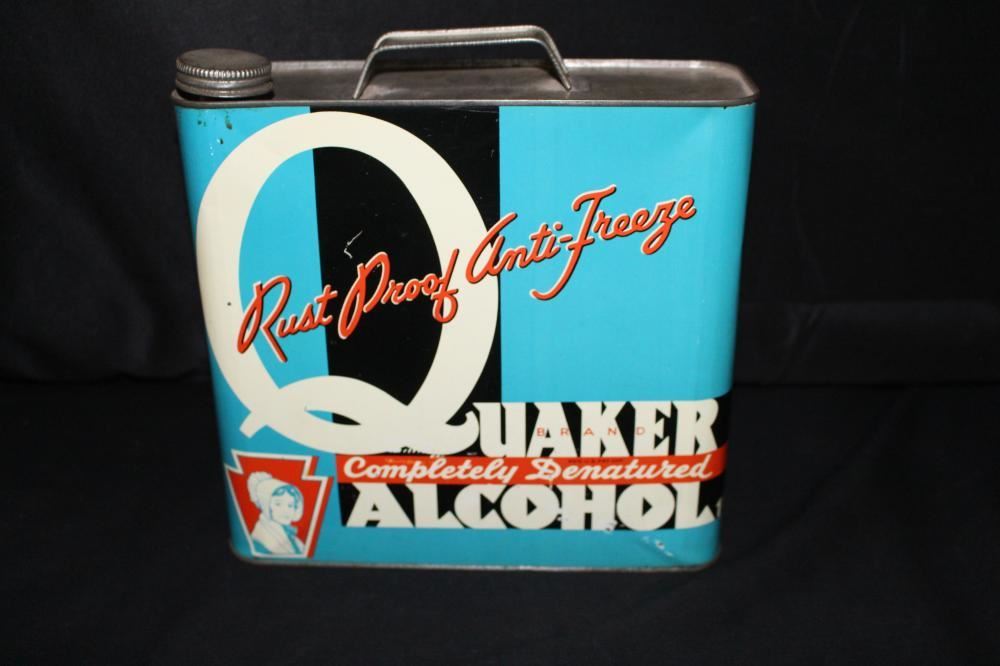 Rust Proof Anti-Freeze
QUAKER
BRAND
Completely Denatured
ALCOHOL